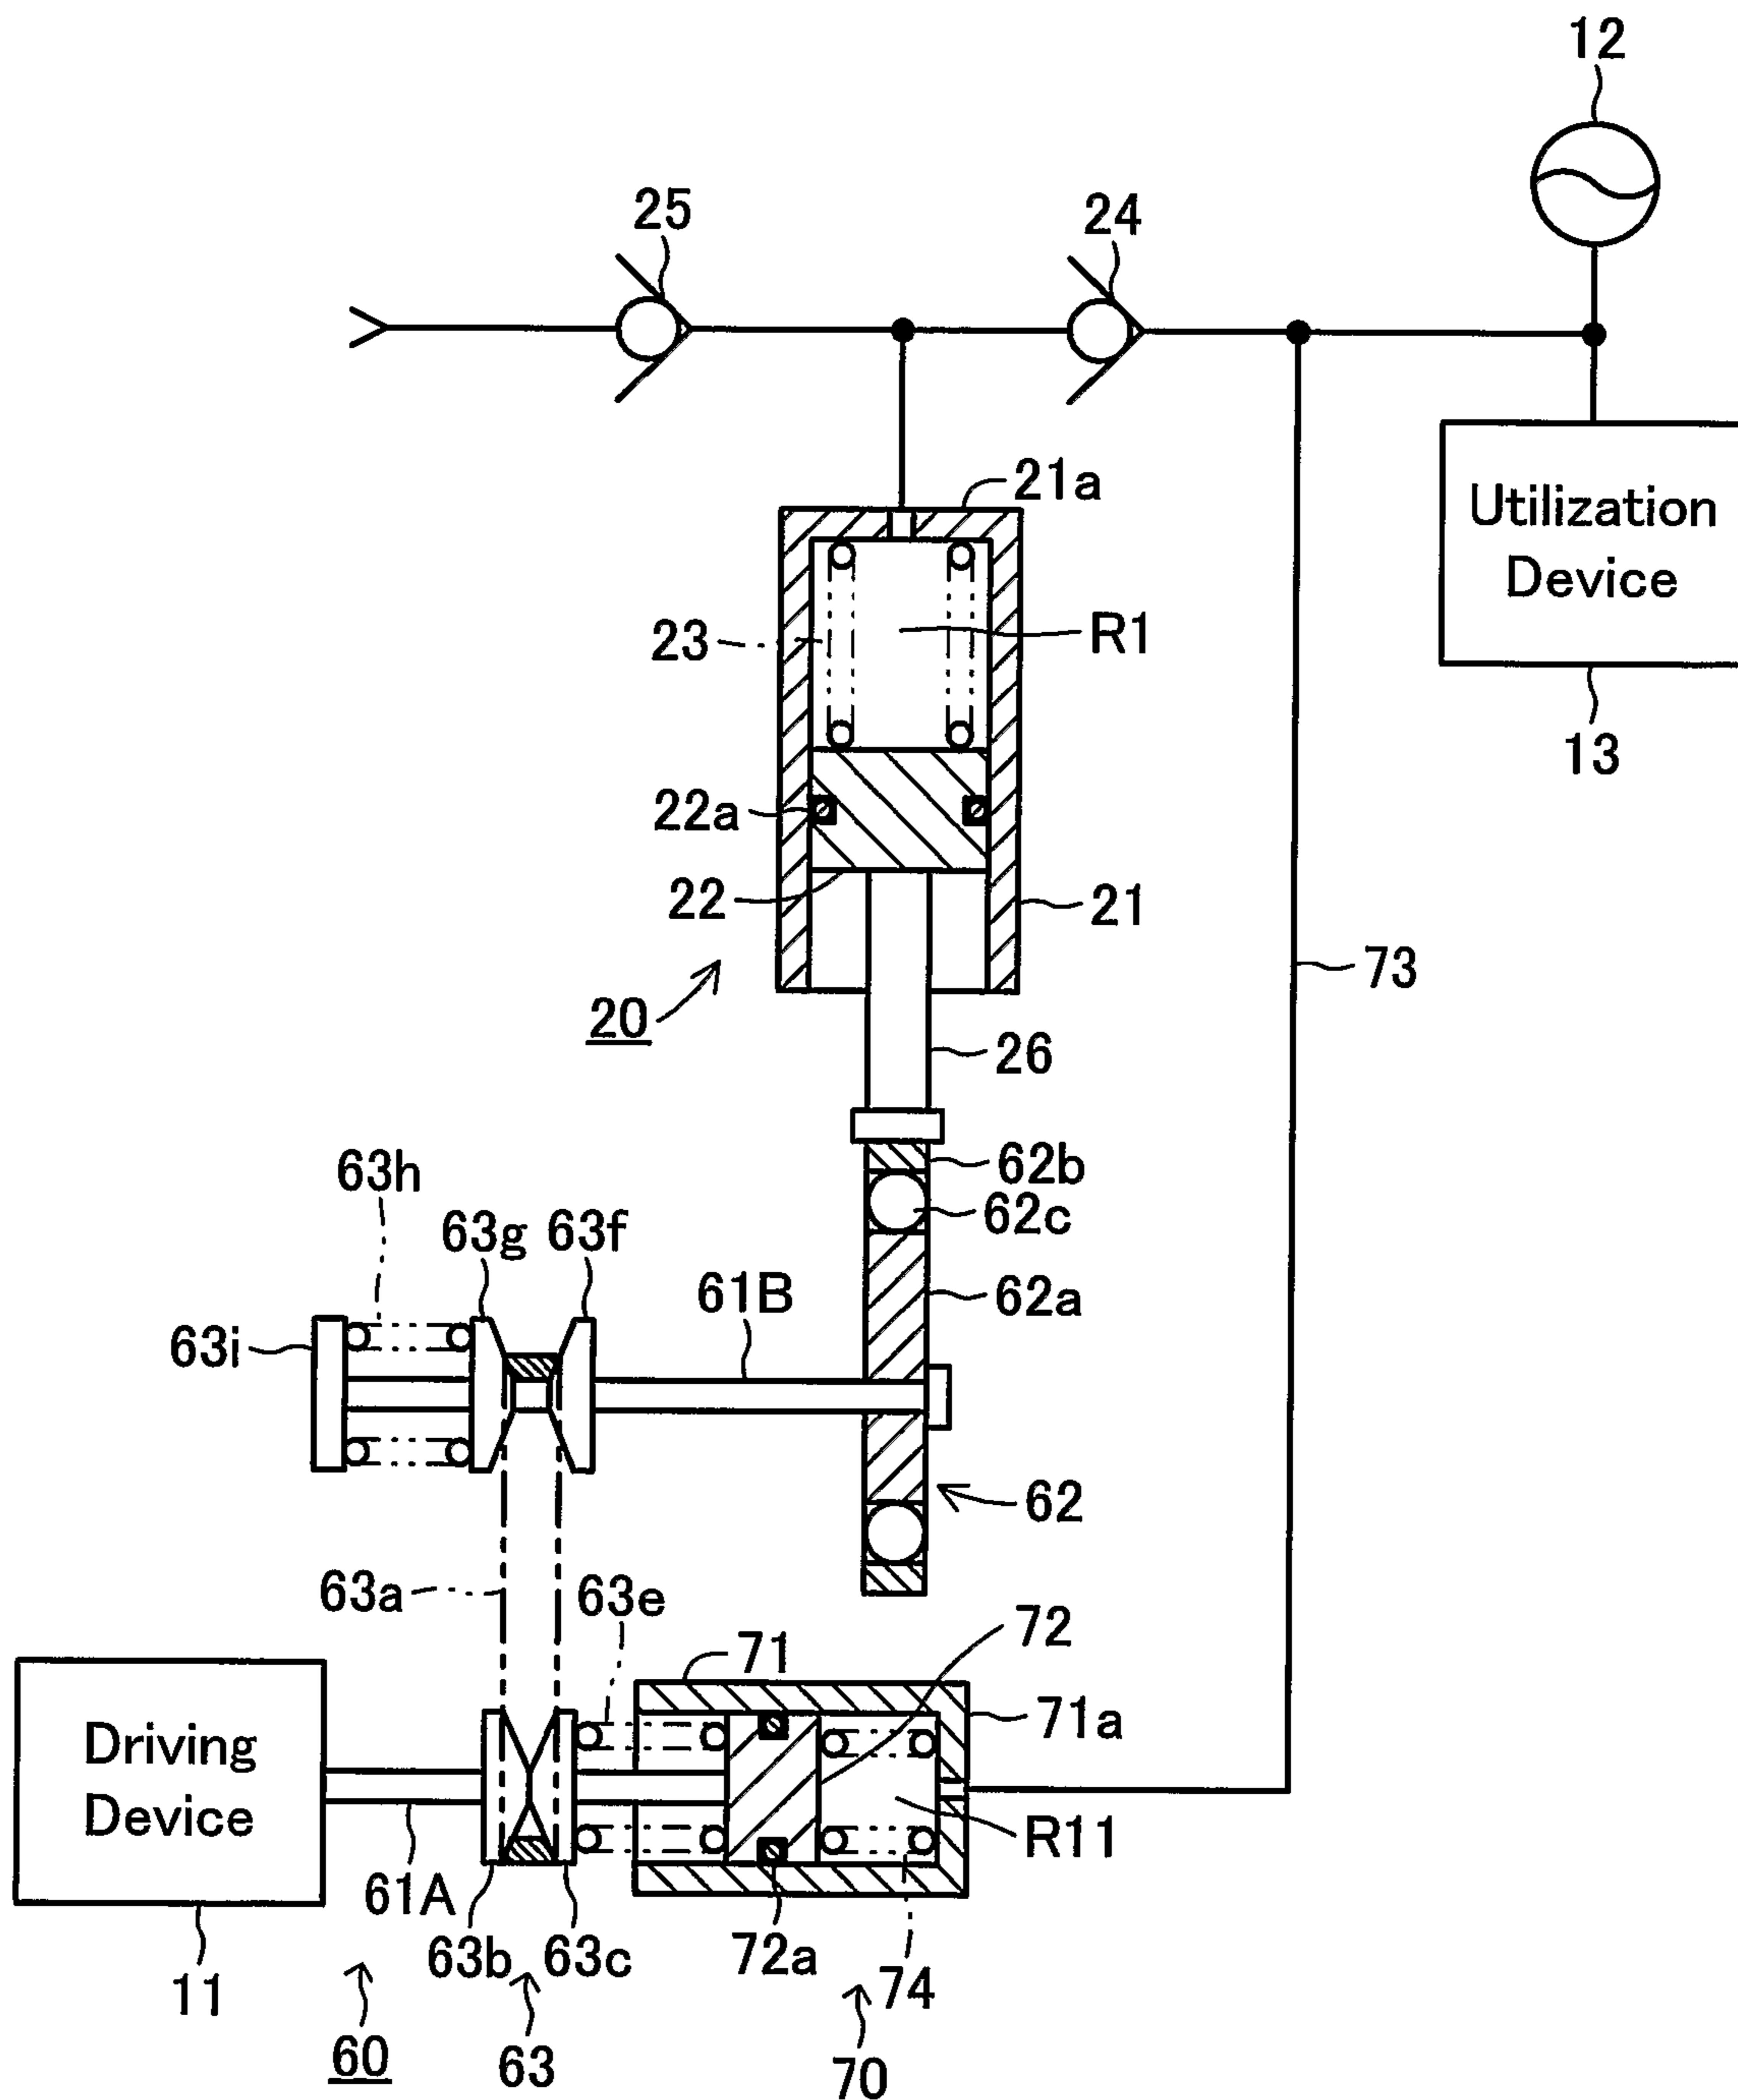 12
25
24
21a
Utilization
Device
23
R1
13
22a
22
21
73
20
26
63h
62b
62c
63g
63f
61B
62a
63i
62
63a
63e
72
71
71a
Driving
Device
R11
61A
63b
63c
72a
74
11
60
63
70